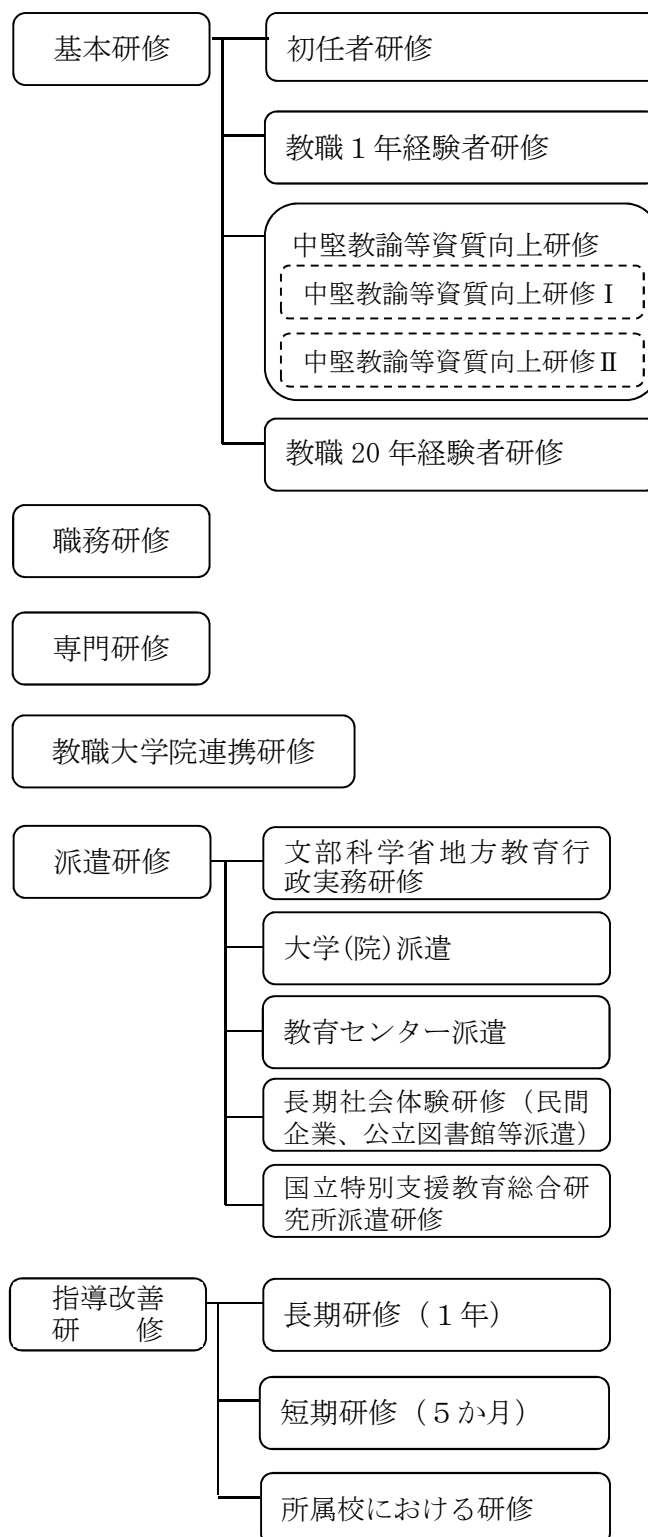 基本研修
初任者研修
教職１年経験者研修
中堅教諭等資質向上研修
中堅教諭等資質向上研修Ⅰ
中堅教諭等資質向上研修Ⅱ
教職 20 年経験者研修
職務研修
専門研修
教職大学院連携研修
派遣研修
文部科学省地方教育行
政実務研修
大学(院)派遣
教育センター派遣
長期社会体験研修（民間
企業、公立図書館等派遣）
国立特別支援教育総合研
究所派遣研修
指導改善
研　　修
長期研修（１年）
短期研修（５か月）
所属校における研修